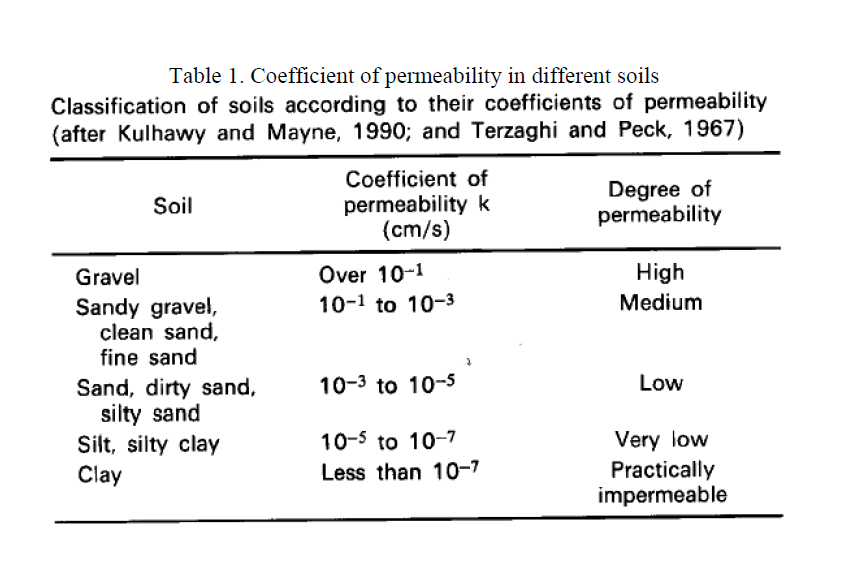 Table 1. Coefficient of permeability in different soils
Classification of soils according to their coefficients of permeability
(after Kulhawy and Mayne, 1990; and Terzaghi and Peck, 1967)
Soil
Coefficient of
permeability k
(cm/s)
Degree of
permeability
Gravel Over 10⁻¹ High
Sandy gravel, 10⁻¹ to 10⁻³ Medium
clean sand,
fine sand
Sand, dirty sand, 10⁻³ to 10⁻⁵ Low
silty sand
Silt, silty clay 10⁻⁵ to 10⁻⁷ Very low
Clay Less than 10⁻⁷ Practically
impermeable